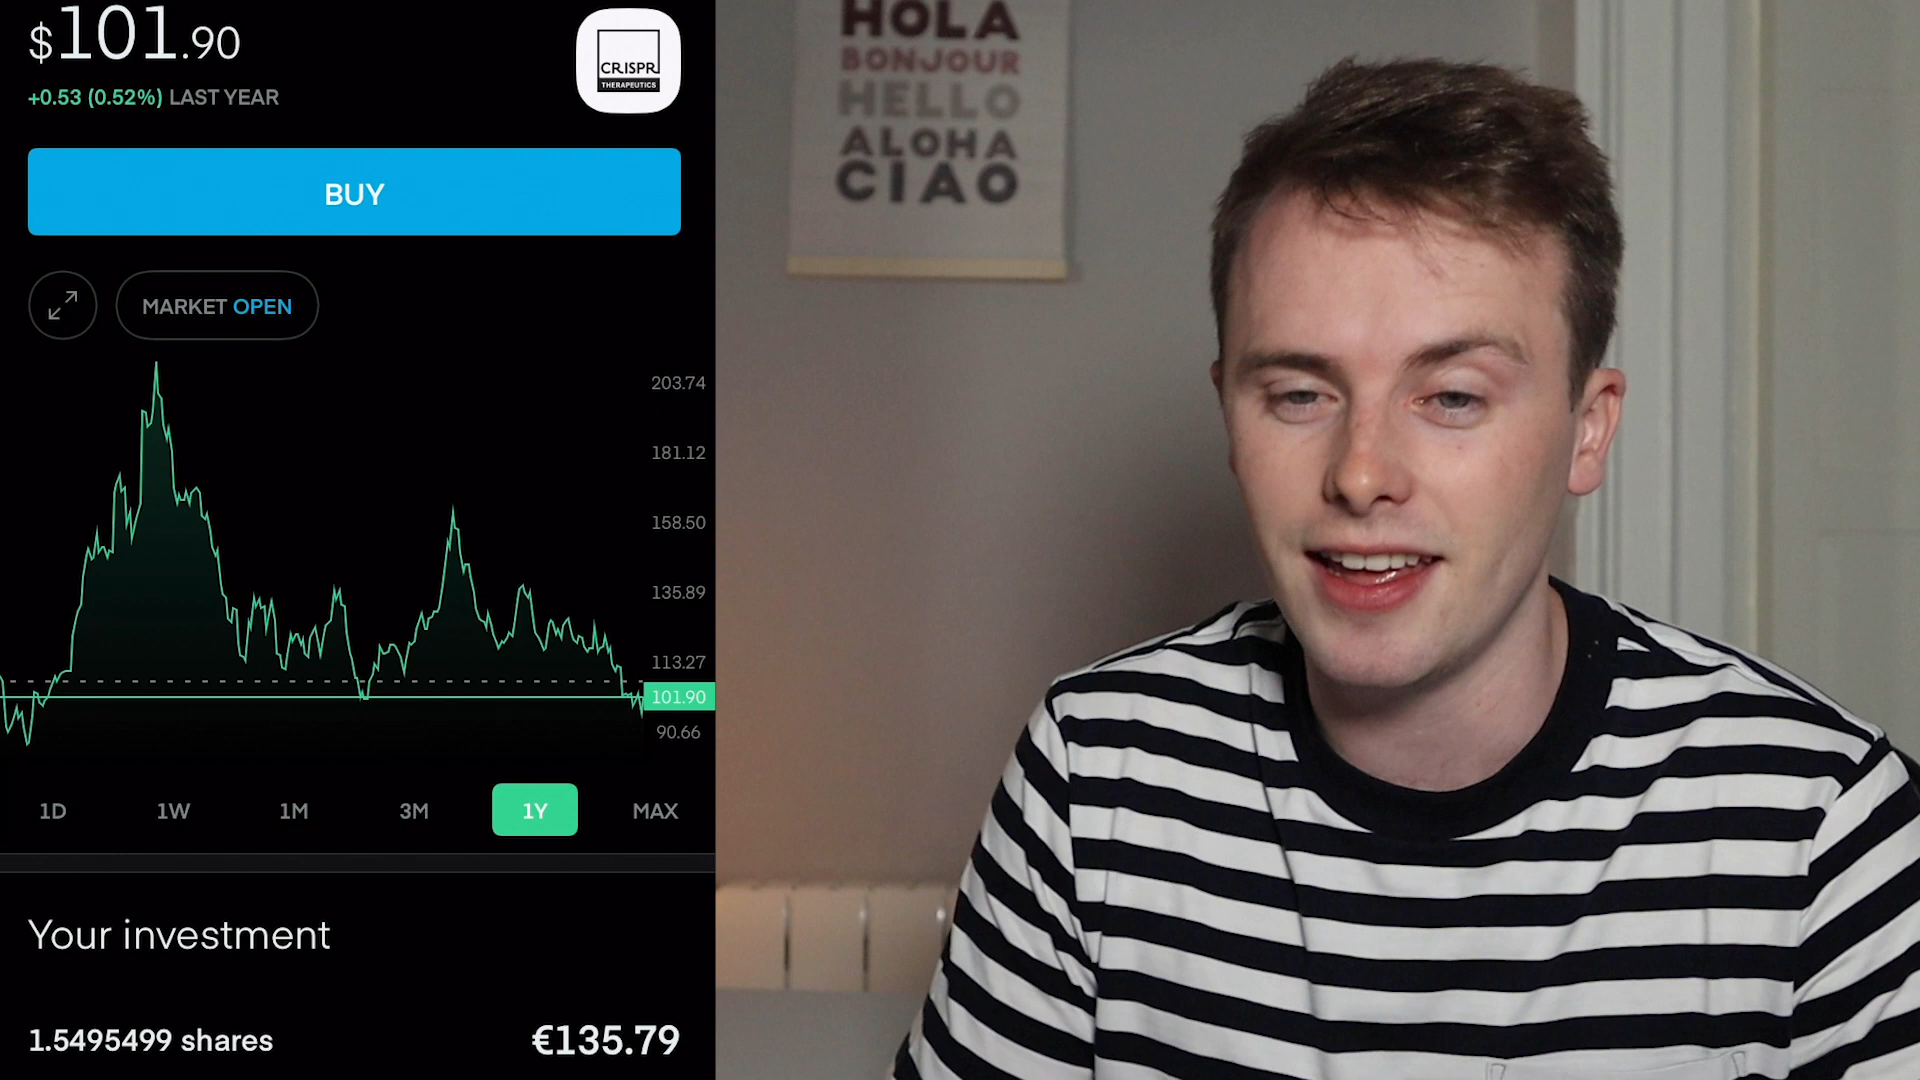 $101.90
+0.53 (0.52%) LAST YEAR
CRISPR
THERAPEUTICS
BUY
MARKET OPEN
203.74
181.12
158.50
135.89
113.27
101.90
90.66
1D 1W 1M 3M 1Y MAX
Your investment
1.5495499 shares €135.79
HOLA
BONJOUR
HELLO
ALOHA
CIAO